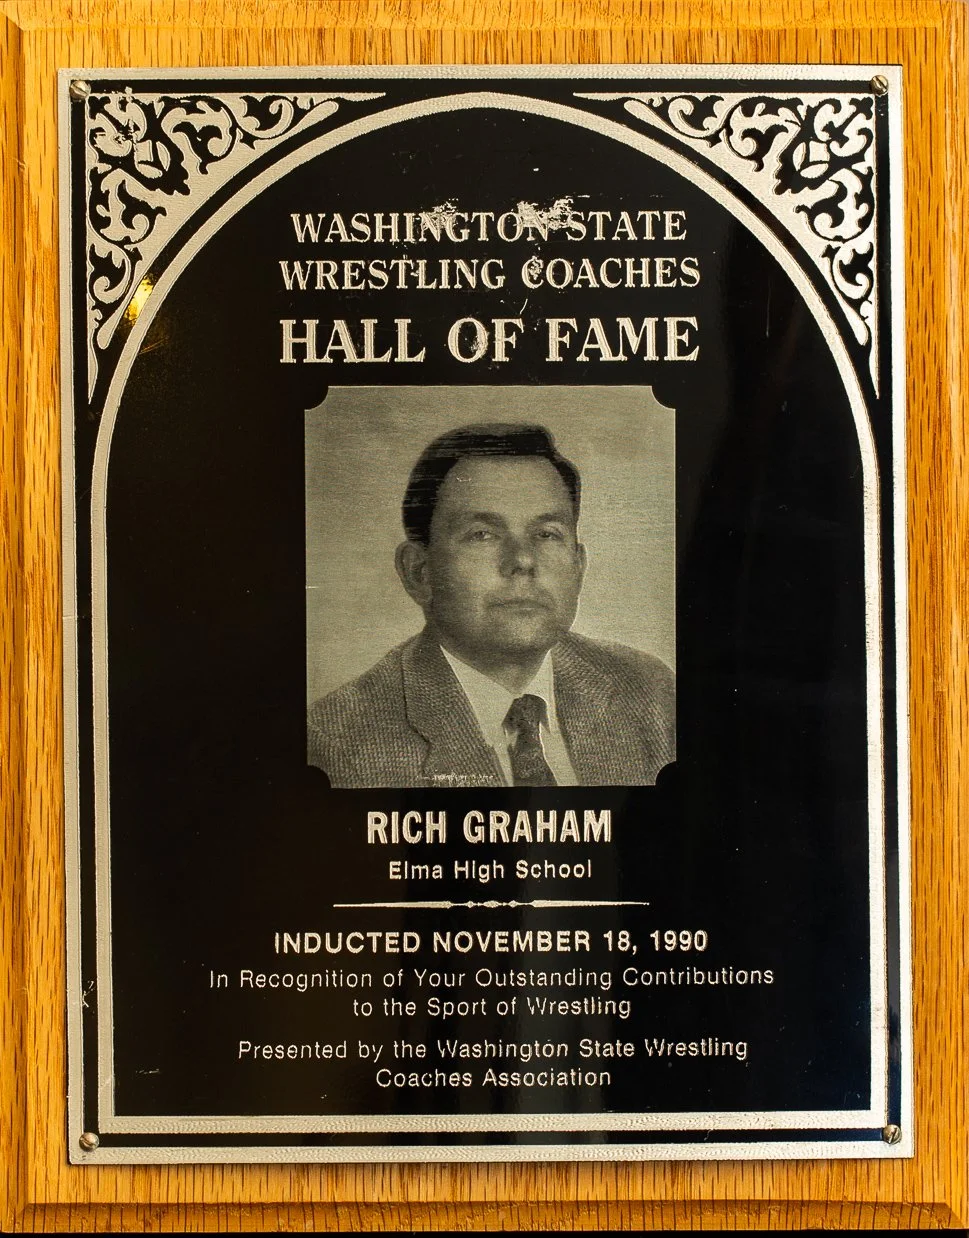 WASHINGTON STATE
WRESTLING COACHES
HALL OF FAME
RICH GRAHAM
Elma High School
INDUCTED NOVEMBER 18, 1990
In Recognition of Your Outstanding Contributions
to the Sport of Wrestling
Presented by the Washington State Wrestling
Coaches Association